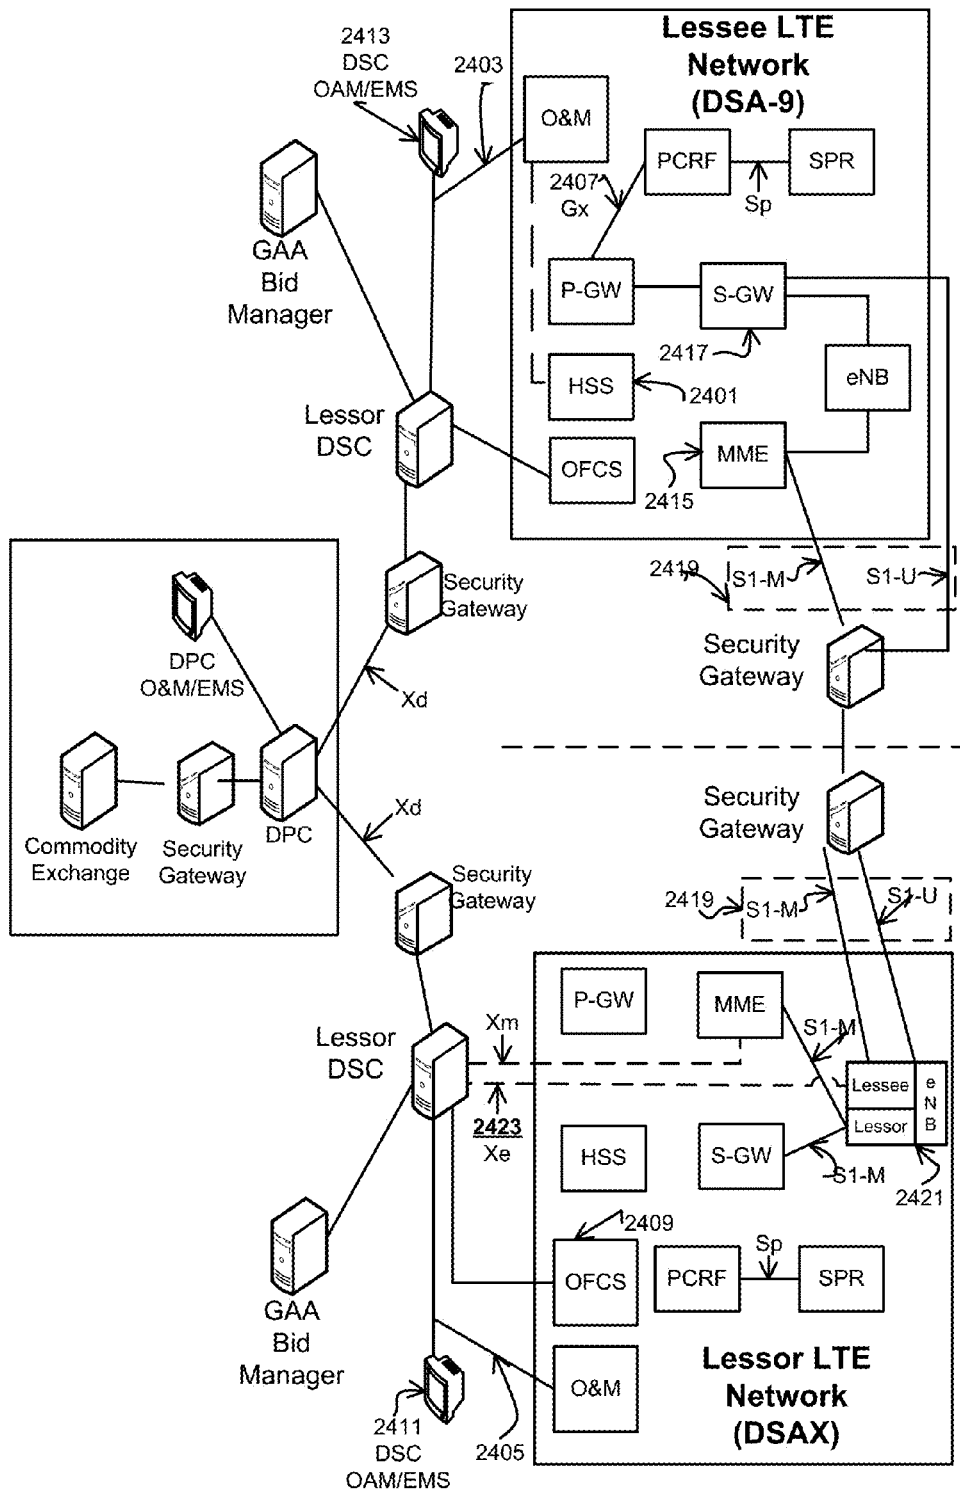 Lessee LTE
Network
(DSA-9)
2413
DSC
OAM/EMS
2403
O&M
PCRF
SPR
2407
Gx
Sp
GAA
Bid
Manager
P-GW
S-GW
2417
eNB
HSS
2401
Lessor
DSC
OFCS
MME
2415
2419
S1-M
S1-U
Security
Gateway
DPC
O&M/EMS
Xd
Security
Gateway
Commodity
Exchange
Security
Gateway
DPC
Xd
Security
Gateway
Security
Gateway
2419
S1-M
S1-U
P-GW
MME
Lessor
DSC
Xm
S1-M
Lessee
Lessor
eNB
2423
Xe
HSS
S-GW
S1-M
2421
2409
OFCS
PCRF
Sp
SPR
GAA
Bid
Manager
O&M
Lessor LTE
Network
(DSAX)
2411
DSC
OAM/EMS
2405